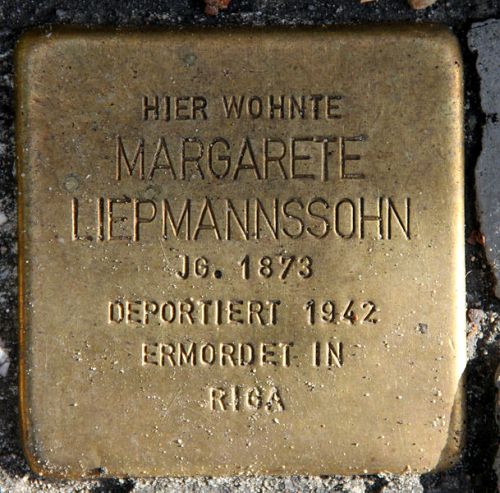 HIER WOHNTE
MARGARETE
LIEPMANNSSOHN
JG. 1873
DEPORTIERT 1942
ERMORDET IN
RIGA